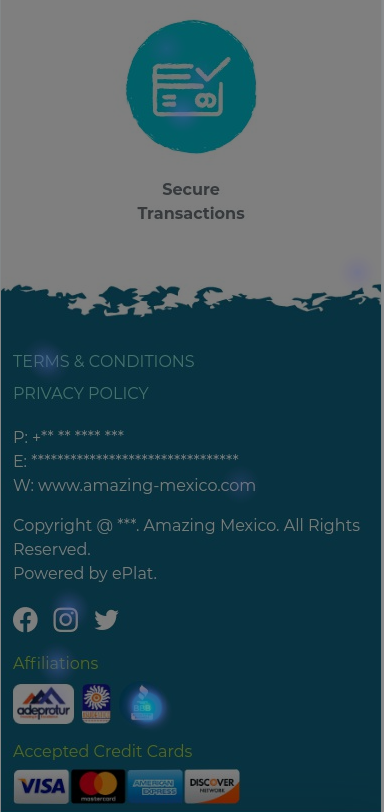 Secure
Transactions
TERMS & CONDITIONS
PRIVACY POLICY
P: +** ** **** ***
E: ********************************
W: www.amazing-mexico.com
Copyright @ ***. Amazing Mexico. All Rights
Reserved.
Powered by ePlat.
Affiliations
adeprotur
BBB
Accepted Credit Cards
VISA mastercard AMERICAN EXPRESS DISCOVER NETWORK